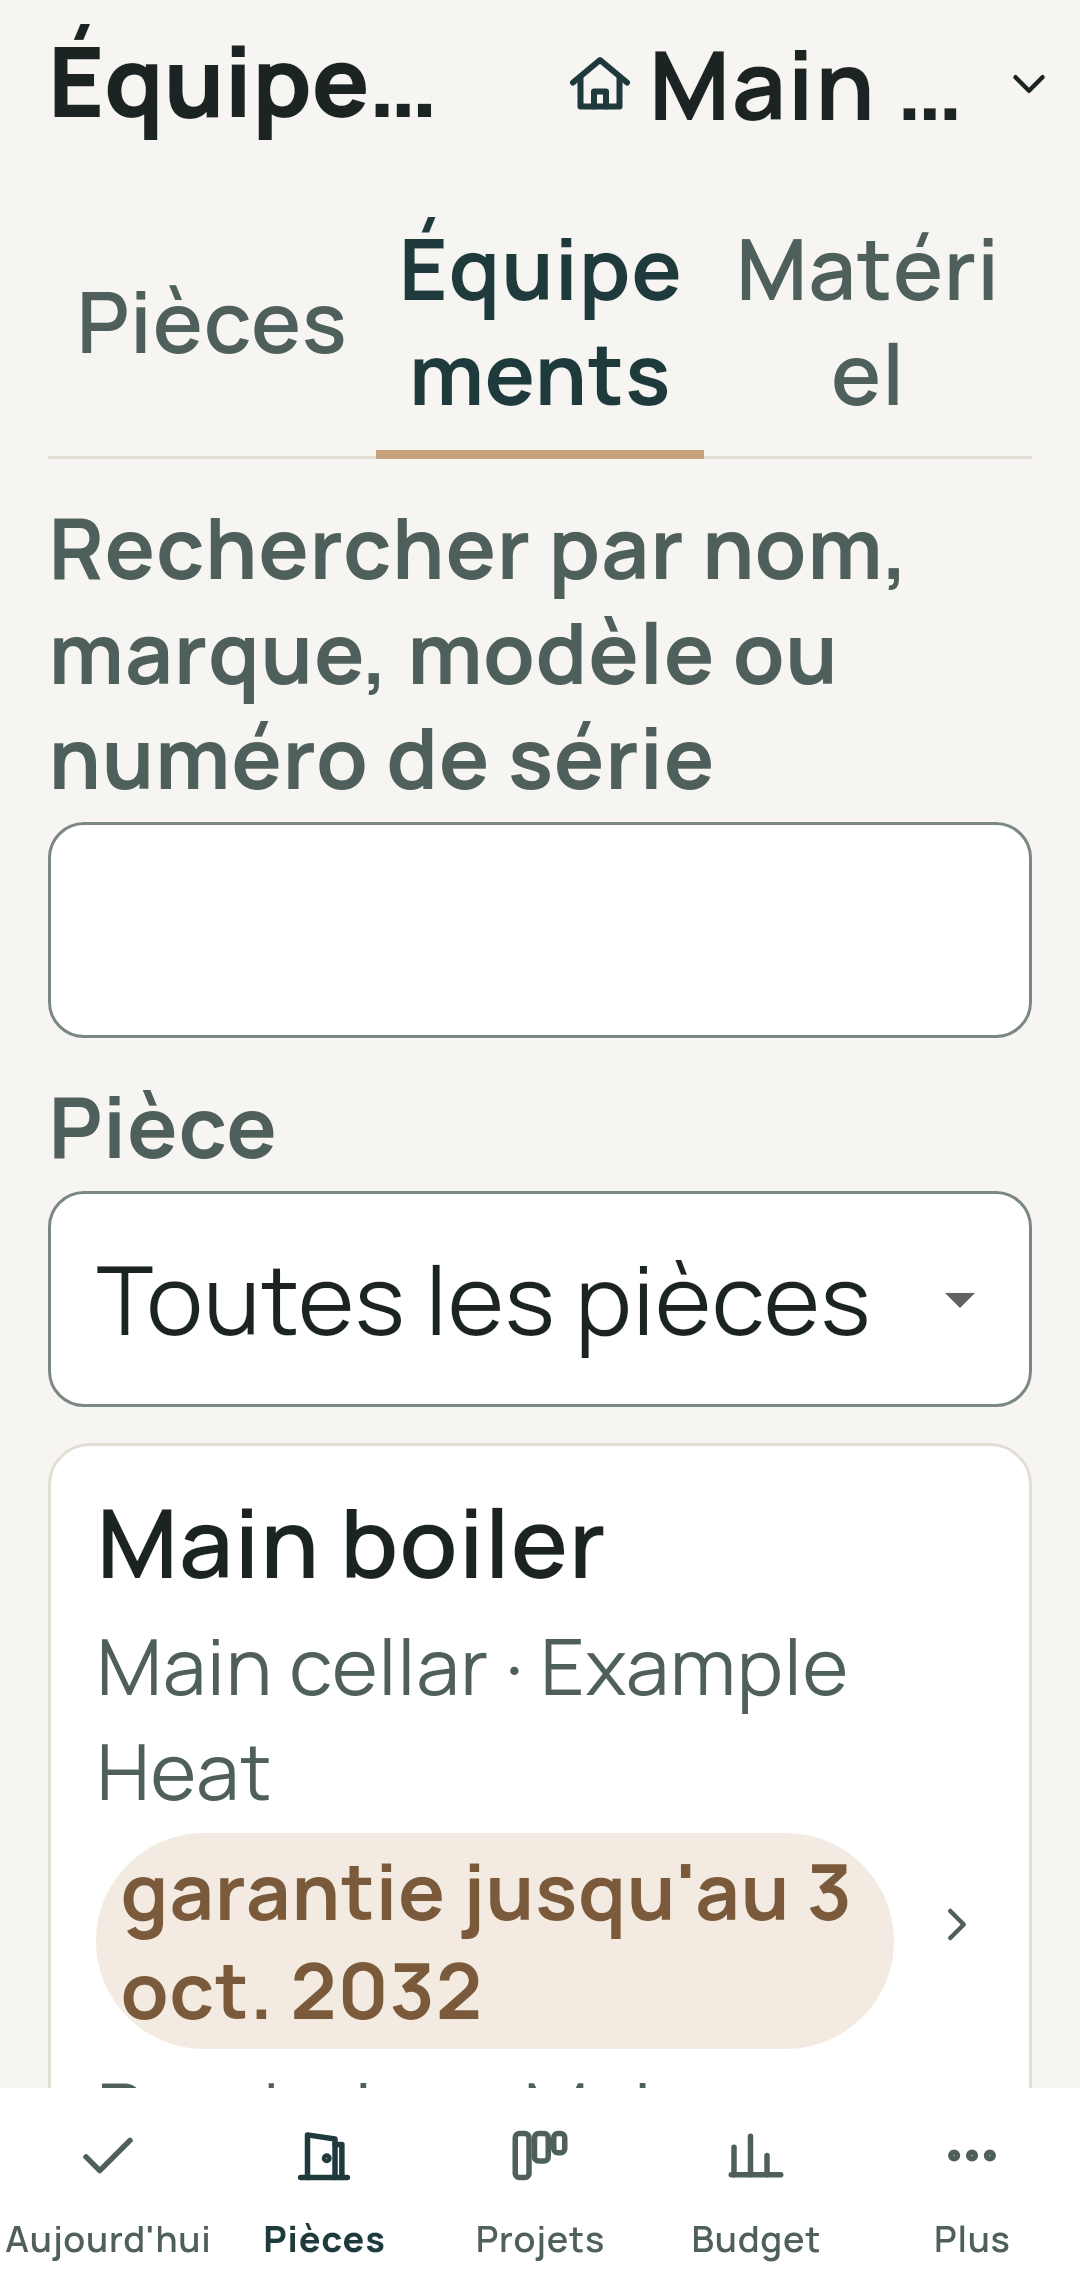 Équipe...
Main ...
Pièces
Équipe
ments
Matéri
el
Rechercher par nom,
marque, modèle ou
numéro de série
Pièce
Toutes les pièces
Main boiler
Main cellar · Example
Heat
garantie jusqu'au 3
oct. 2032
Aujourd'hui
Pièces
Projets
Budget
Plus